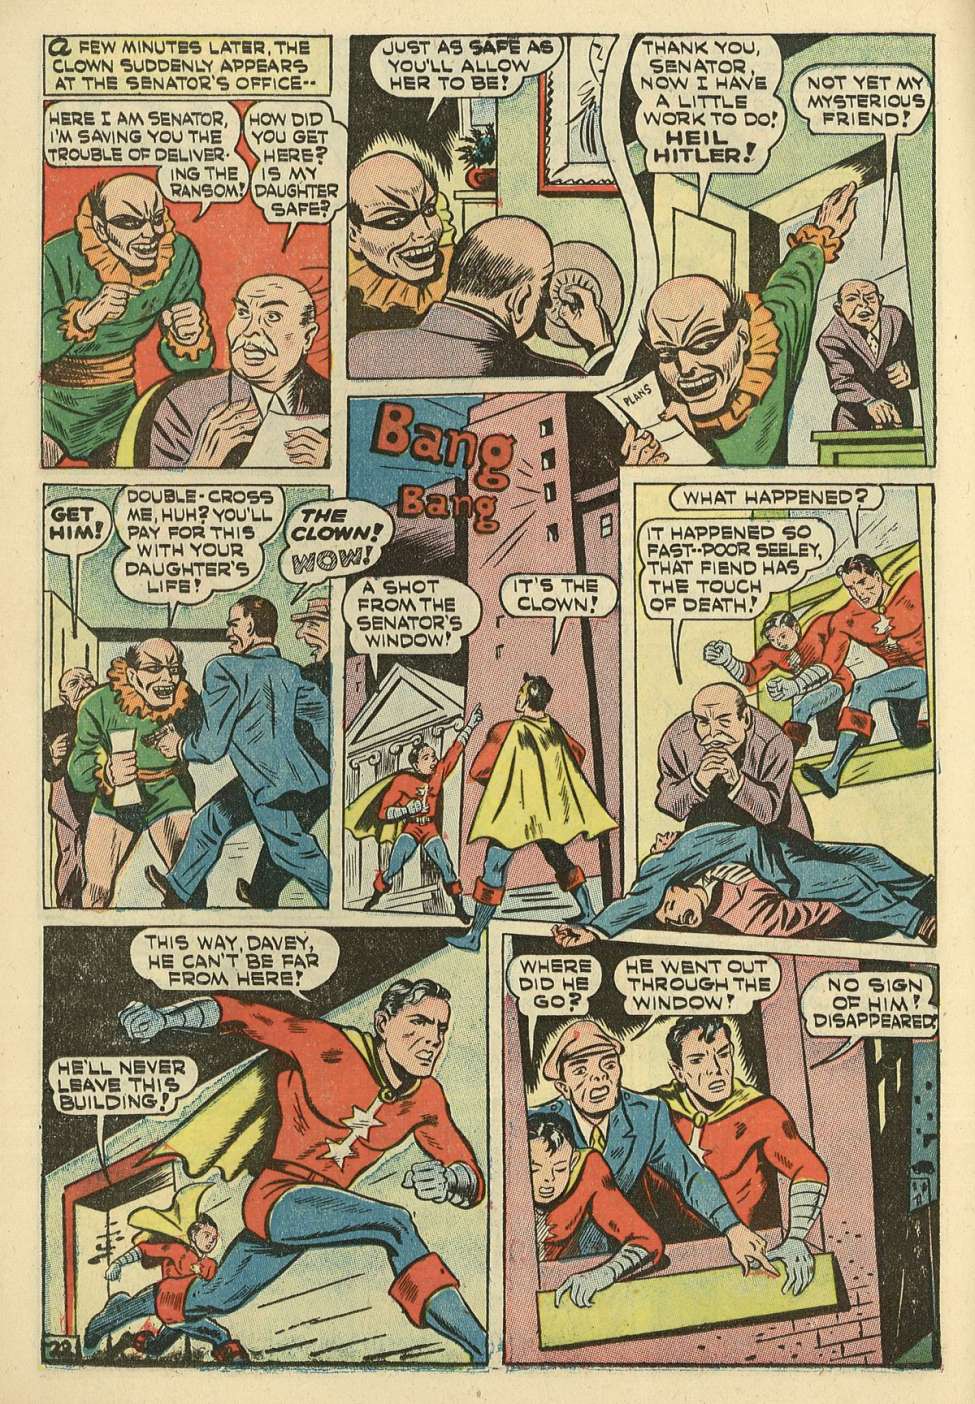 A FEW MINUTES LATER, THE
CLOWN SUDDENLY APPEARS
AT THE SENATOR'S OFFICE--
HERE I AM SENATOR,
I'M SAVING YOU THE
TROUBLE OF DELIVER-
ING THE
RANSOM!
HOW DID
YOU GET
HERE?
IS MY
DAUGHTER
SAFE?
JUST AS SAFE AS
YOU'LL ALLOW
HER TO BE!
THANK YOU,
SENATOR,
NOW I HAVE
A LITTLE
WORK TO DO!
HEIL
HITLER!
NOT YET MY
MYSTERIOUS
FRIEND!
PLANS
GET
HIM!
DOUBLE-CROSS
ME, HUH? YOU'LL
PAY FOR THIS
WITH YOUR
DAUGHTER'S
LIFE!
THE
CLOWN!
WOW!
Bang
Bang
A SHOT
FROM THE
SENATOR'S
WINDOW!
IT'S THE
CLOWN!
WHAT HAPPENED?
IT HAPPENED SO
FAST--POOR SEELEY,
THAT FIEND HAS
THE TOUCH
OF DEATH!
THIS WAY, DAVEY,
HE CAN'T BE FAR
FROM HERE!
HE'LL NEVER
LEAVE THIS
BUILDING!
22
WHERE
DID HE
GO?
HE WENT OUT
THROUGH THE
WINDOW!
NO SIGN
OF HIM!
DISAPPEARED!